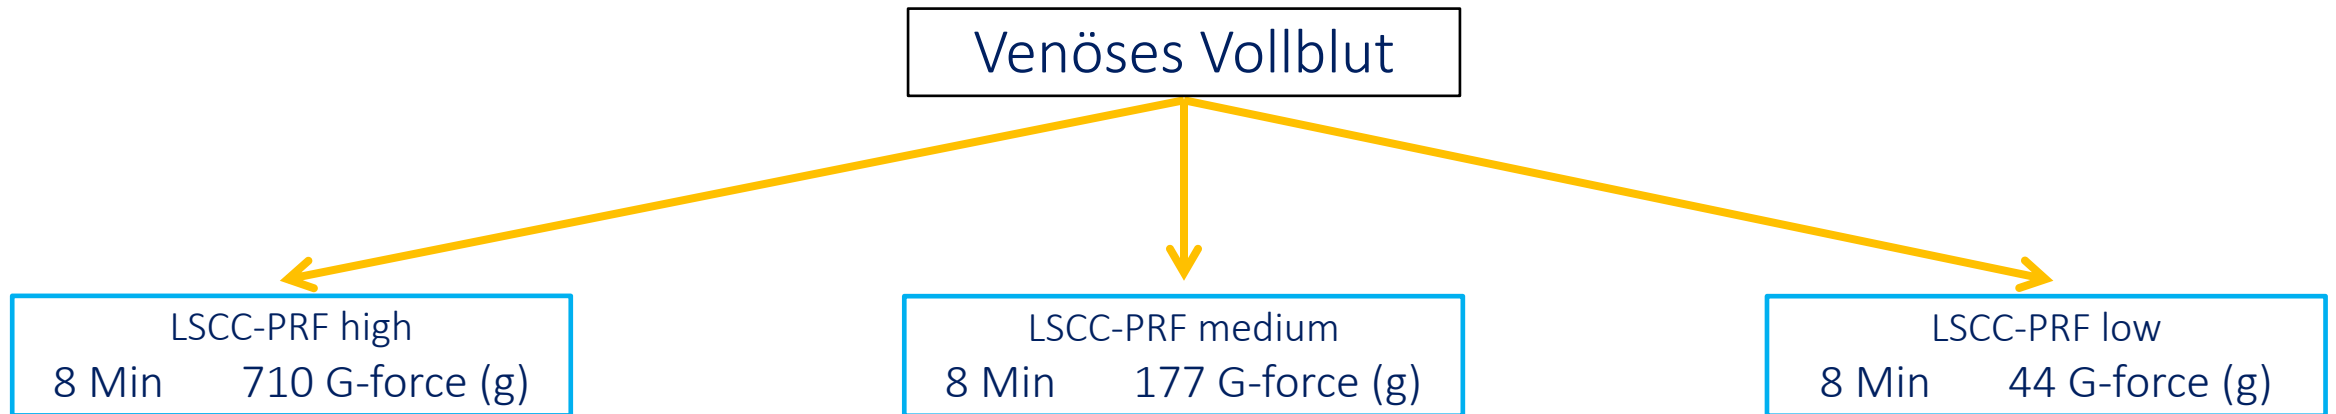 Venöses Vollblut
LSCC-PRF high
8 Min 710 G-force (g)
LSCC-PRF medium
8 Min 177 G-force (g)
LSCC-PRF low
8 Min 44 G-force (g)